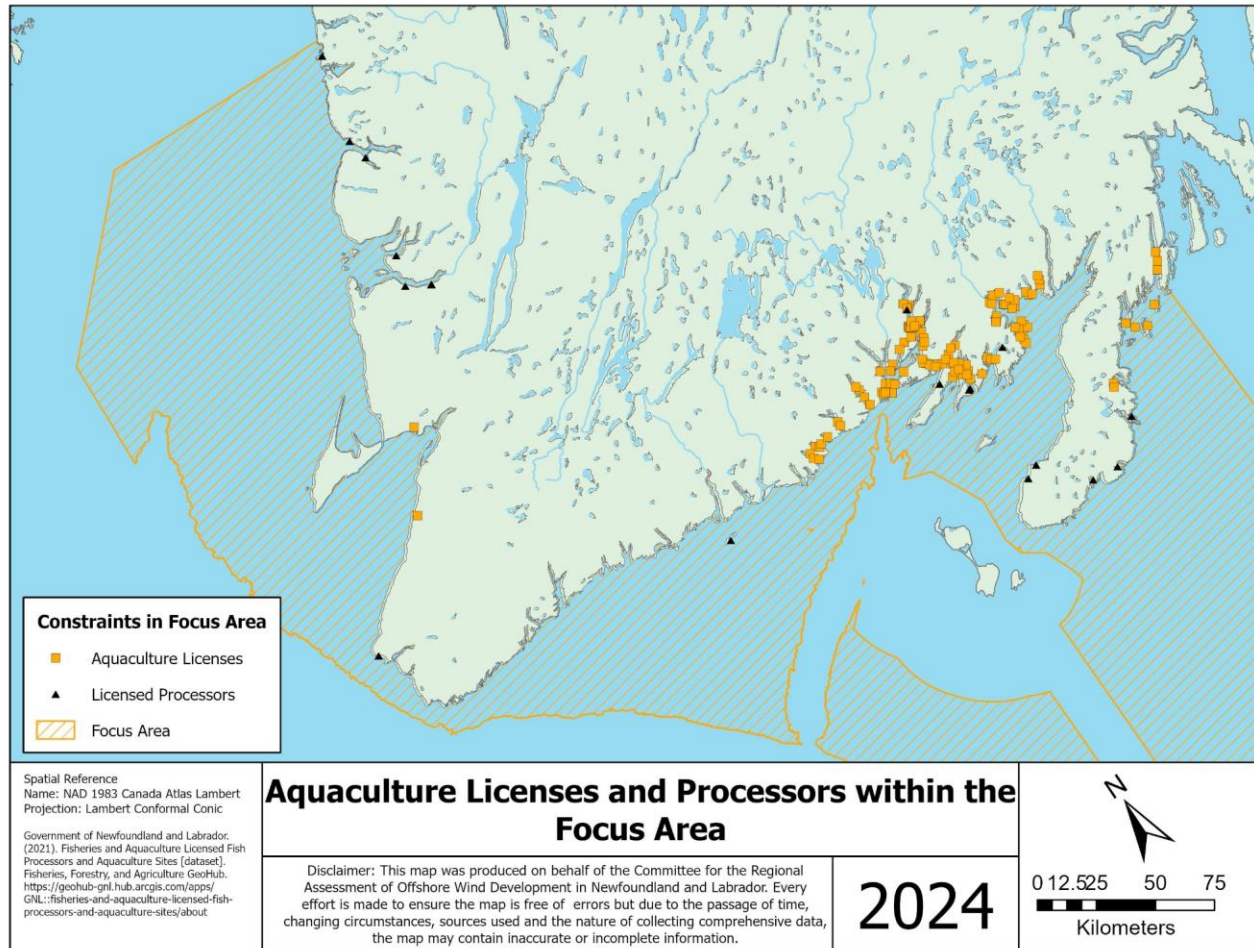 Constraints in Focus Area
Aquaculture Licenses
Licensed Processors
Focus Area
Spatial Reference
Name: NAD 1983 Canada Atlas Lambert
Projection: Lambert Conformal Conic
Government of Newfoundland and Labrador.
(2021). Fisheries and Aquaculture Licensed Fish
Processors and Aquaculture Sites [dataset].
Fisheries, Forestry, and Agriculture GeoHub.
https://geohub-gnl.hub.arcgis.com/apps/
GNL::fisheries-and-aquaculture-licensed-fish-
processors-and-aquaculture-sites/about
Aquaculture Licenses and Processors within the
Focus Area
Disclaimer: This map was produced on behalf of the Committee for the Regional
Assessment of Offshore Wind Development in Newfoundland and Labrador. Every
effort is made to ensure the map is free of errors but due to the passage of time,
changing circumstances, sources used and the nature of collecting comprehensive data,
the map may contain inaccurate or incomplete information.
2024
N
0 12.5 25 50 75
Kilometers